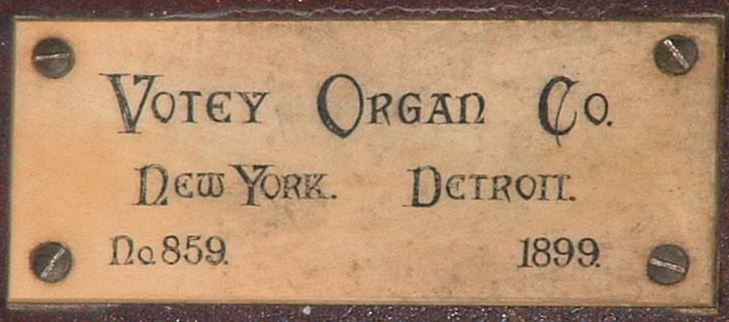 Votey Organ Co.
New York. Detroit.
No. 859. 1899.